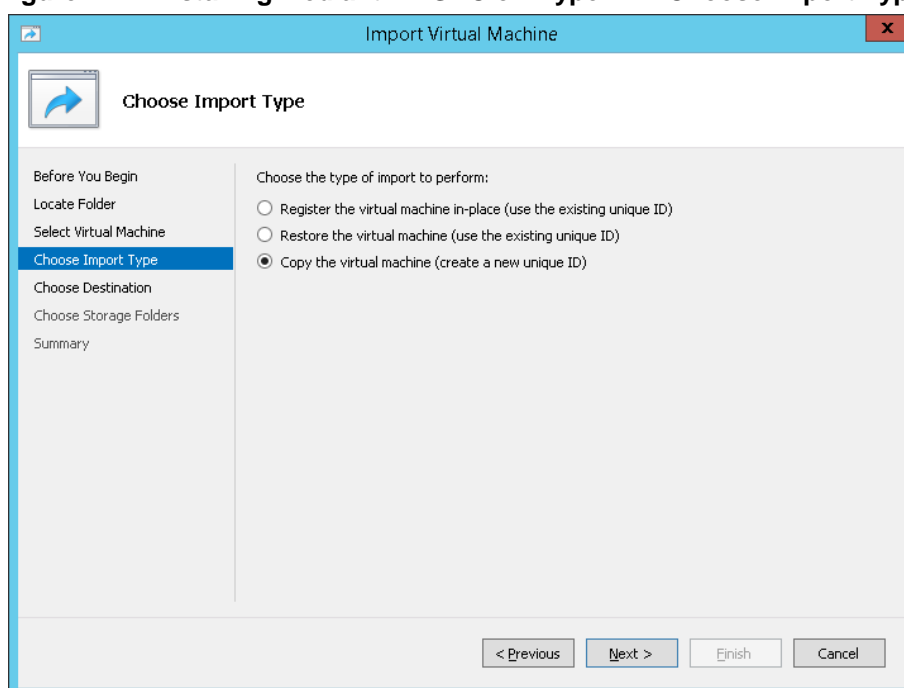 Import Virtual Machine
x
Choose Import Type
Before You Begin
Locate Folder
Select Virtual Machine
Choose Import Type
Choose Destination
Choose Storage Folders
Summary
Choose the type of import to perform:
Register the virtual machine in-place (use the existing unique ID)
Restore the virtual machine (use the existing unique ID)
Copy the virtual machine (create a new unique ID)
< Previous
Next >
Finish
Cancel